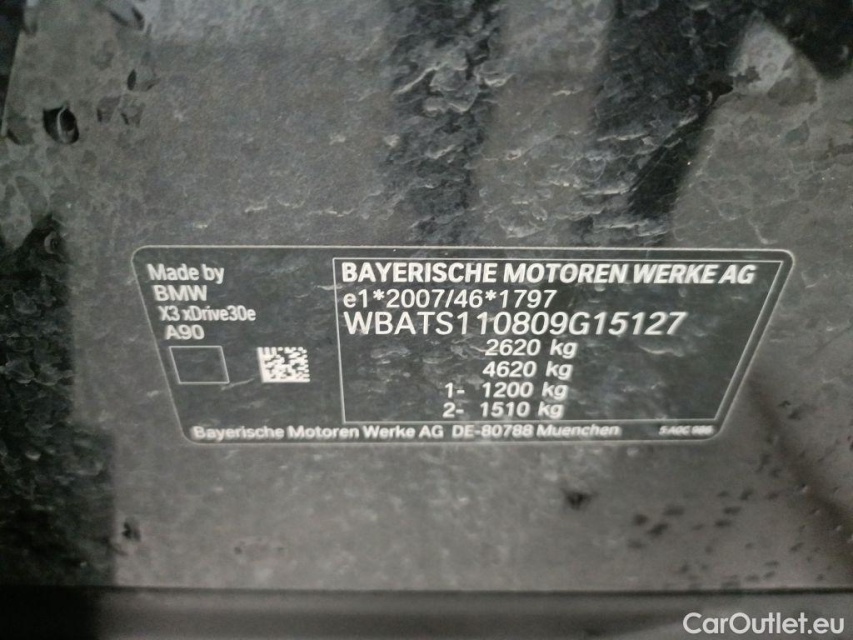 Made by
BMW
X3 xDrive30e
A90
BAYERISCHE MOTOREN WERKE AG
e1*2007/46*1797
WBATS110809G15127
2620 kg
4620 kg
1- 1200 kg
2- 1510 kg
Bayerische Motoren Werke AG DE-80788 Muenchen
CarOutlet.eu